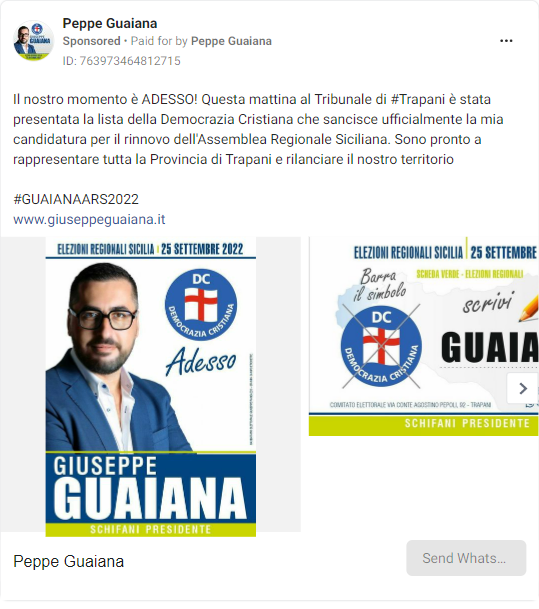 Peppe Guaiana
Sponsored • Paid for by Peppe Guaiana
ID: 763973464812715
Il nostro momento è ADESSO! Questa mattina al Tribunale di #Trapani è stata
presentata la lista della Democrazia Cristiana che sancisce ufficialmente la mia
candidatura per il rinnovo dell'Assemblea Regionale Siciliana. Sono pronto a
rappresentare tutta la Provincia di Trapani e rilanciare il nostro territorio
#GUAIANAARS2022
www.giuseppeguaiana.it
ELEZIONI REGIONALI SICILIA 25 SETTEMBRE 2022
DC
DEMOCRAZIA CRISTIANA
Adesso
GIUSEPPE
GUAIANA
SCHIFANI PRESIDENTE
ELEZIONI REGIONALI SICILIA 25 SETTEMBRE
SCHEDA VERDE - ELEZIONI REGIONALI
Barra
il simbolo
scrivi
DC
DEMOCRAZIA CRISTIANA
GUAIA
COMITATO ELETTORALE VIA CONTE AGOSTINO PEPOLI, 92 - TRAPANI
SCHIFANI PRESIDENTE
Peppe Guaiana
Send Whats...